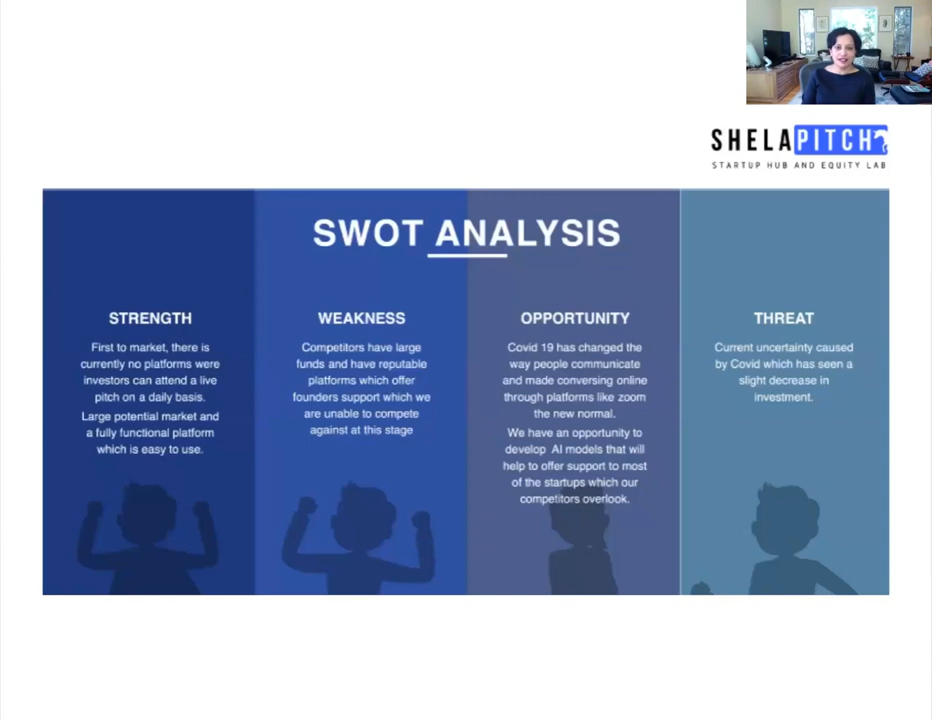 SHELAPITCH
STARTUP HUB AND EQUITY LAB
SWOT ANALYSIS
STRENGTH
First to market, there is
currently no platforms were
investors can attend a live
pitch on a daily basis.
Large potential market and
a fully functional platform
which is easy to use.
WEAKNESS
Competitors have large
funds and have reputable
platforms which offer
founders support which we
are unable to compete
against at this stage
OPPORTUNITY
Covid 19 has changed the
way people communicate
and made conversing online
through platforms like zoom
the new normal.
We have an opportunity to
develop AI models that will
help to offer support to most
of the startups which our
competitors overlook.
THREAT
Current uncertainty caused
by Covid which has seen a
slight decrease in
investment.